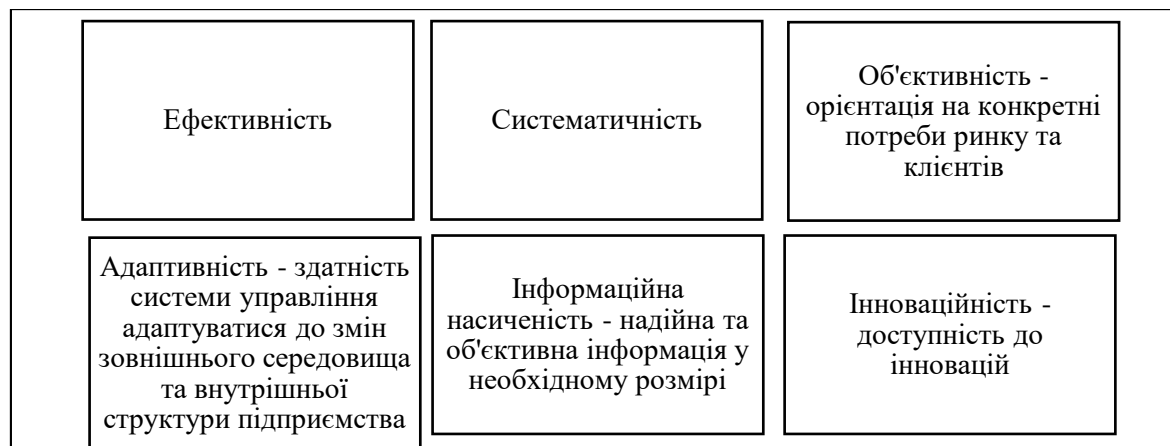 Ефективність
Систематичність
Об'єктивність -
орієнтація на конкретні
потреби ринку та
клієнтів
Адаптивність - здатність
системи управління
адаптуватися до змін
зовнішнього середовища
та внутрішньої
структури підприємства
Інформаційна
насиченість - надійна та
об'єктивна інформація у
необхідному розмірі
Інноваційність -
доступність до
інновацій